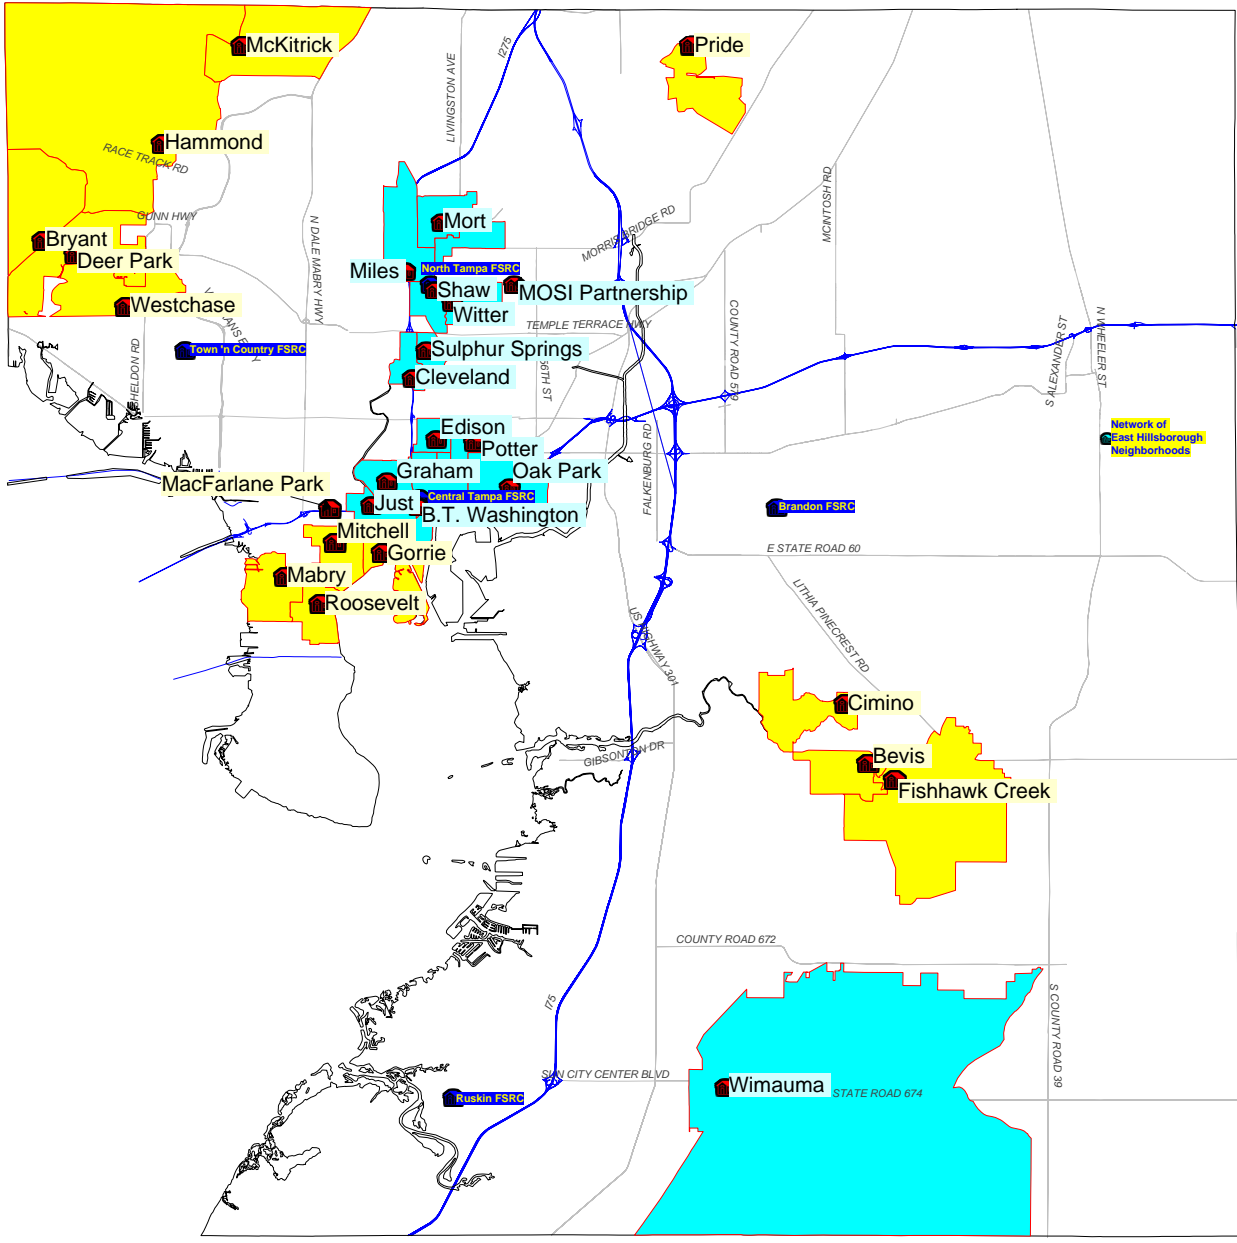 McKitrick
Pride
I275
LIVINGSTON AVE
Hammond
RACE TRACK RD
MCINTOSH RD
GUNN HWY
N DALE MABRY HWY
Mort
MORRIS BRIDGE RD
Bryant
Deer Park
Miles
North Tampa FSRC
Shaw
MOSI Partnership
Westchase
Witter
TEMPLE TERRACE HWY
COUNTY ROAD 579
N WHEELER ST
S ALEXANDER ST
SHELDON RD
Town 'n Country FSRC
Sulphur Springs
Cleveland
56TH ST
Edison
Potter
FALKENBURG RD
Network of
East Hillsborough
Neighborhoods
Graham
Oak Park
MacFarlane Park
Just
Central Tampa FSRC
B.T. Washington
Brandon FSRC
Mitchell
Gorrie
E STATE ROAD 60
Mabry
Roosevelt
LITHIA PINECREST RD
US HIGHWAY 301
Cimino
GIBSONTON DR
Bevis
Fishhawk Creek
COUNTY ROAD 672
I75
S COUNTY ROAD 39
SUN CITY CENTER BLVD
Wimauma
STATE ROAD 674
Ruskin FSRC